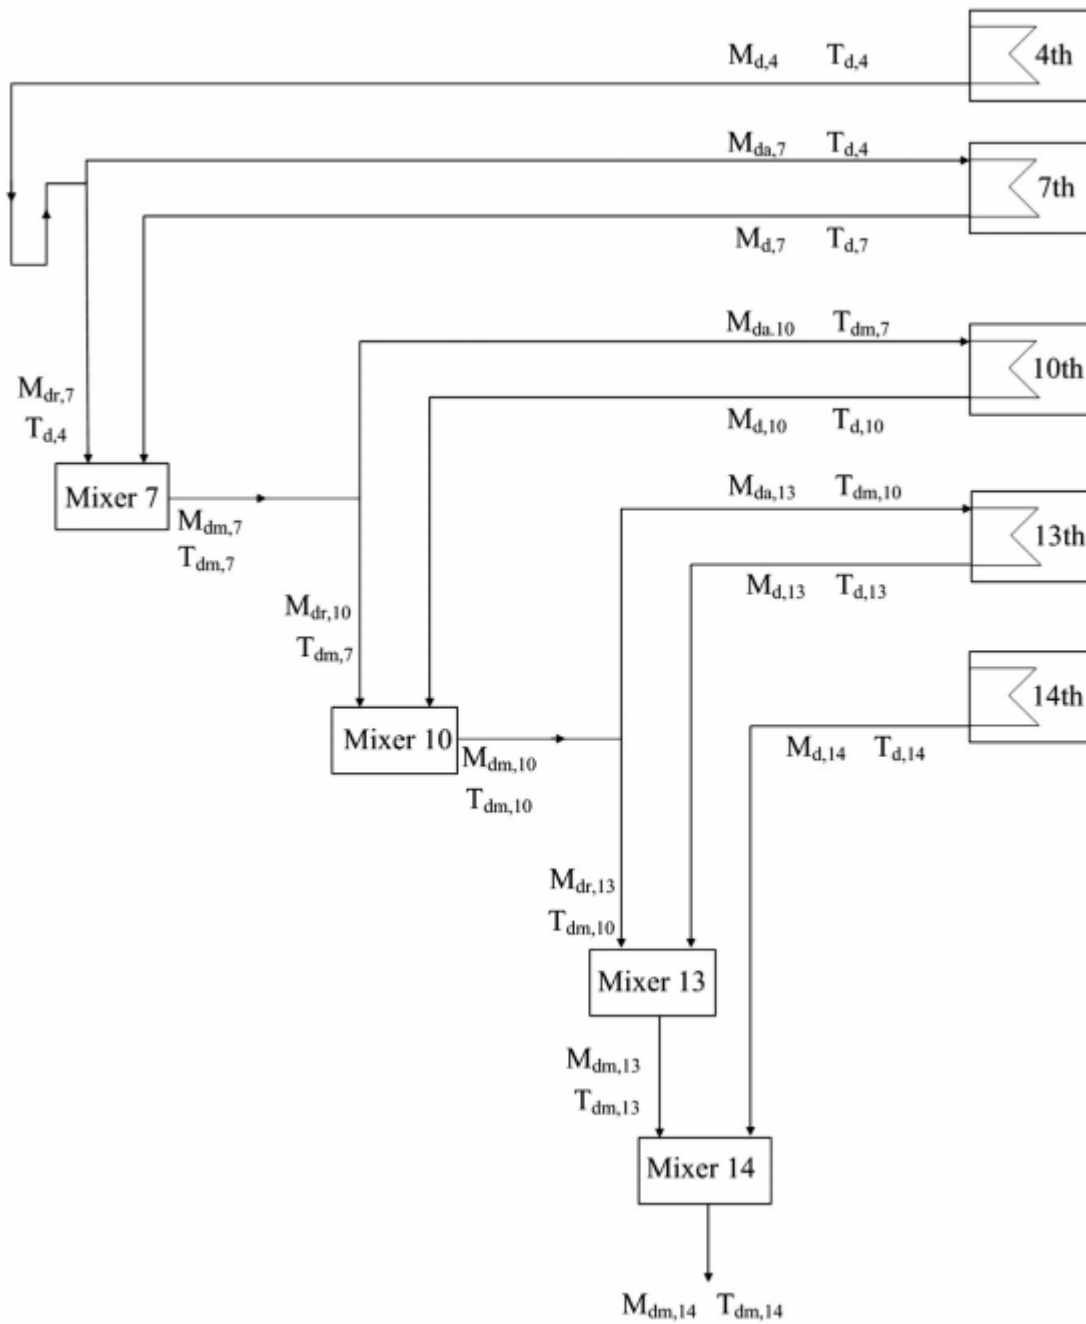 M_d,4 T_d,4 4th
M_da,7 T_d,4 7th
M_d,7 T_d,7
M_da.10 T_dm,7 10th
M_dr,7
T_d,4
M_d,10 T_d,10
Mixer 7
M_dm,7
T_dm,7
M_da,13 T_dm,10 13th
M_d,13 T_d,13
M_dr,10
T_dm,7
14th
Mixer 10
M_dm,10
T_dm,10
M_d,14 T_d,14
M_dr,13
T_dm,10
Mixer 13
M_dm,13
T_dm,13
Mixer 14
M_dm,14 T_dm,14